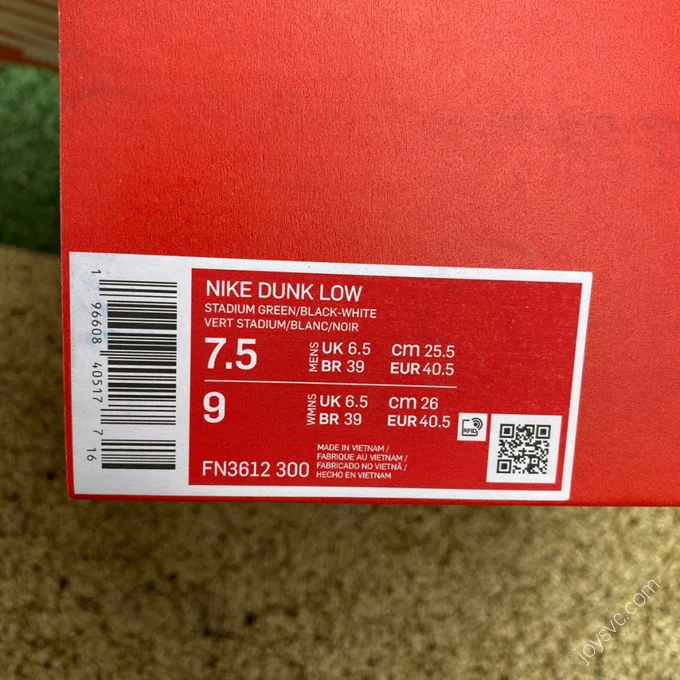 NIKE DUNK LOW
STADIUM GREEN/BLACK-WHITE
VERT STADIUM/BLANC/NOIR
7.5 MENS UK 6.5 cm 25.5
BR 39 EUR 40.5
9 WMNS UK 6.5 cm 26
BR 39 EUR 40.5
RFID
FN3612 300
MADE IN VIETNAM /
FABRIQUE AU VIETNAM /
FABRICADO NO VIETNÃ /
HECHO EN VIETNAM
1 96608 40517 7 16
joysvc.com